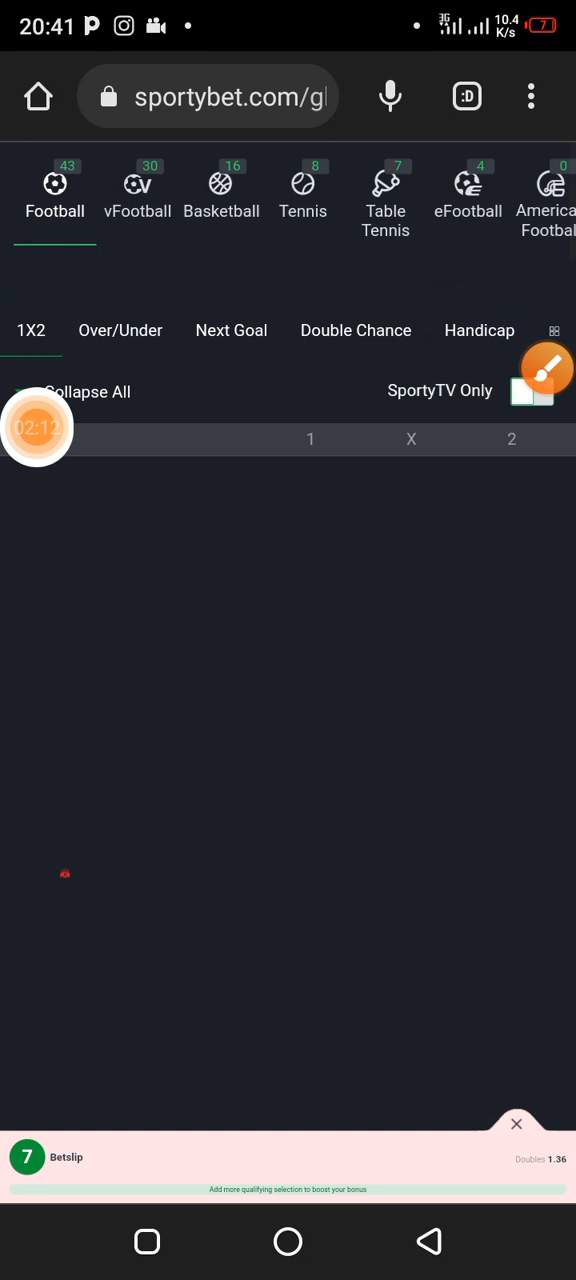 20:41 3G 10.4 K/s 7
sportybet.com/gl :D
43 30 16 8 7 4 0
Football vFootball Basketball Tennis Table Tennis eFootball America Footbal
1X2 Over/Under Next Goal Double Chance Handicap
Collapse All SportyTV Only
02:12
1 X 2
7 Betslip Doubles 1.36
Add more qualifying selection to boost your bonus